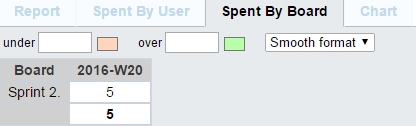 Report Spent By User Spent By Board Chart
under over Smooth format
Board 2016-W20
Sprint 2. 5
5